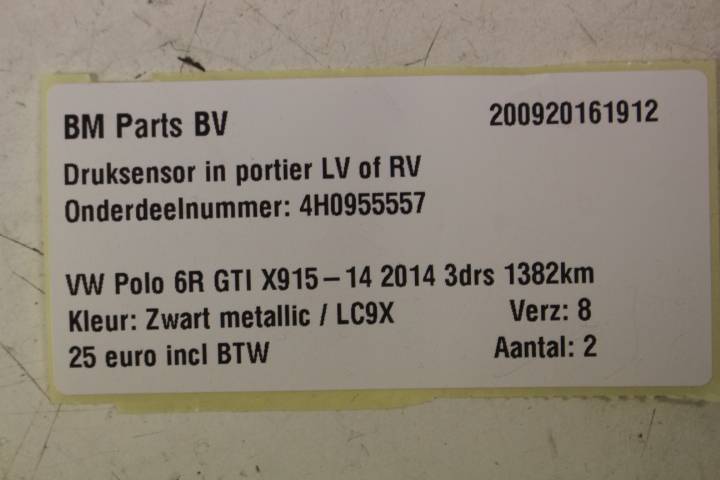 BM Parts BV 200920161912
Druksensor in portier LV of RV
Onderdeelnummer: 4H0955557
VW Polo 6R GTI X915-14 2014 3drs 1382km
Kleur: Zwart metallic / LC9X Verz: 8
25 euro incl BTW Aantal: 2